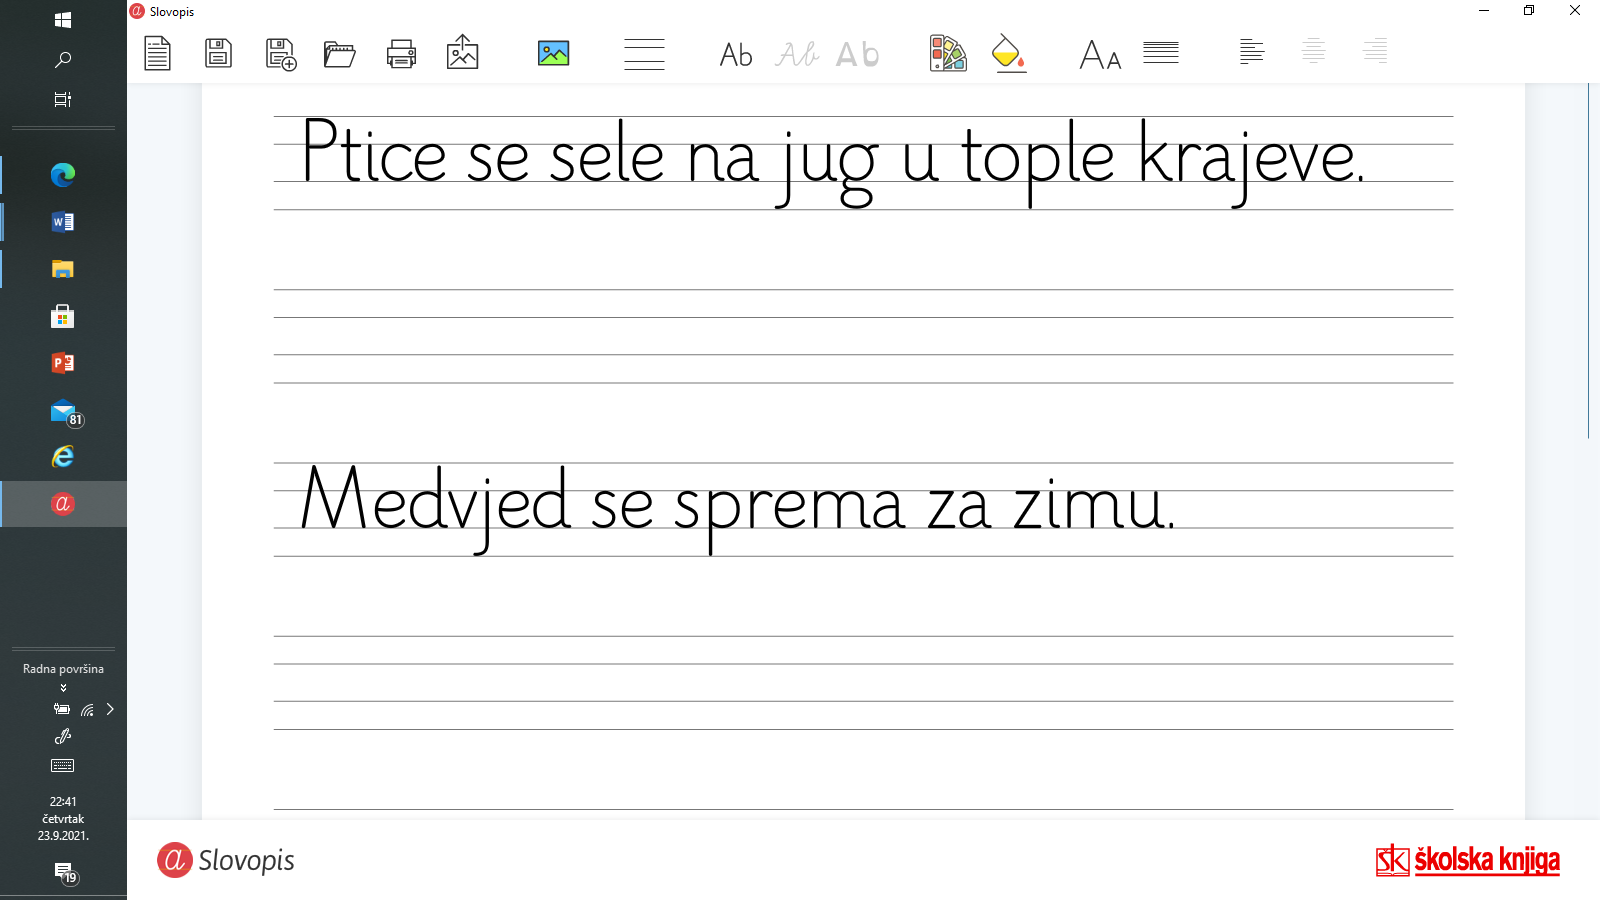 Slovopis
Ab Ab Ab AA
Ptice se sele na jug u tople krajeve.
Medvjed se sprema za zimu.
81
Radna površina
22:41
četvrtak
23.9.2021.
19
a Slovopis
šk školska knjiga